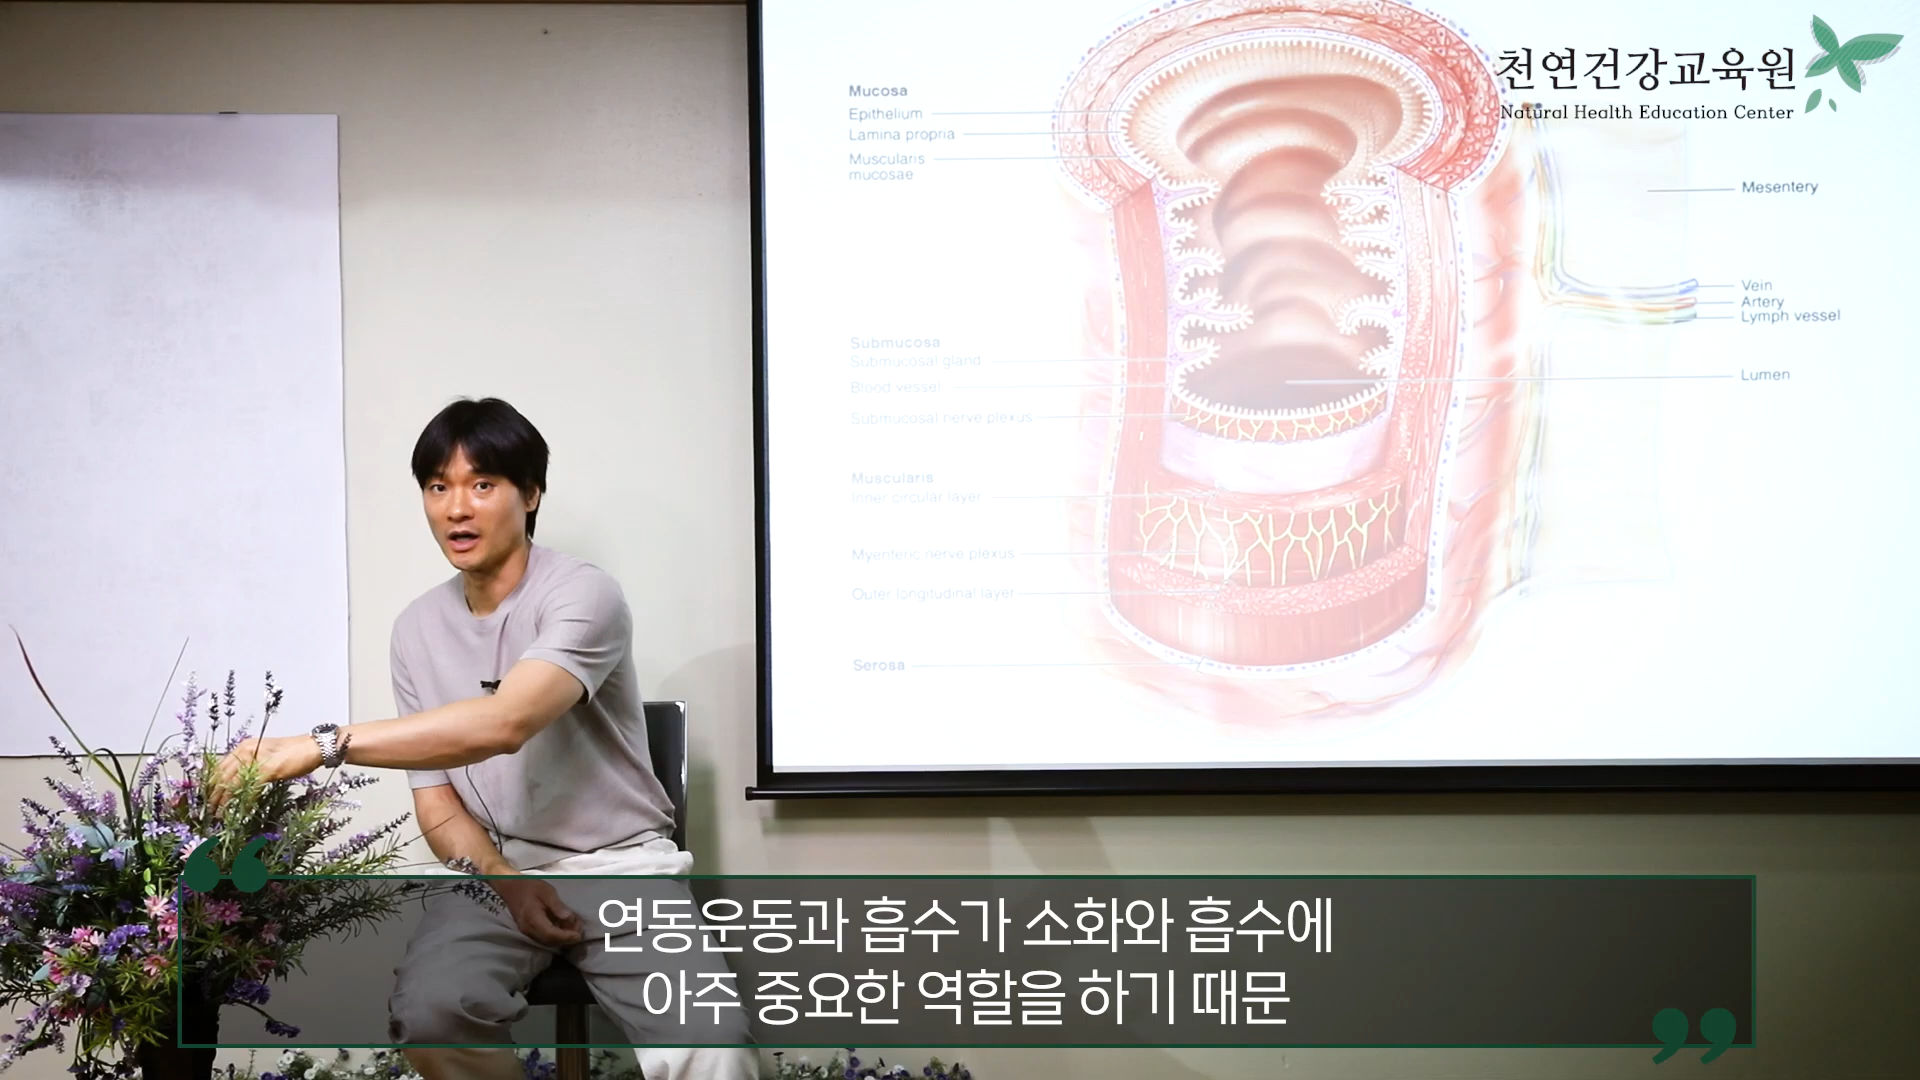 천연건강교육원
Natural Health Education Center
Mucosa
Epithelium
Lamina propria
Muscularis
mucosae
Submucosa
Submucosal gland
Blood vessel
Submucosal nerve plexus
Muscularis
Inner circular layer
Myenteric nerve plexus
Outer longitudinal layer
Serosa
Mesentery
Vein
Artery
Lymph vessel
Lumen
연동운동과 흡수가 소화와 흡수에
아주 중요한 역할을 하기 때문